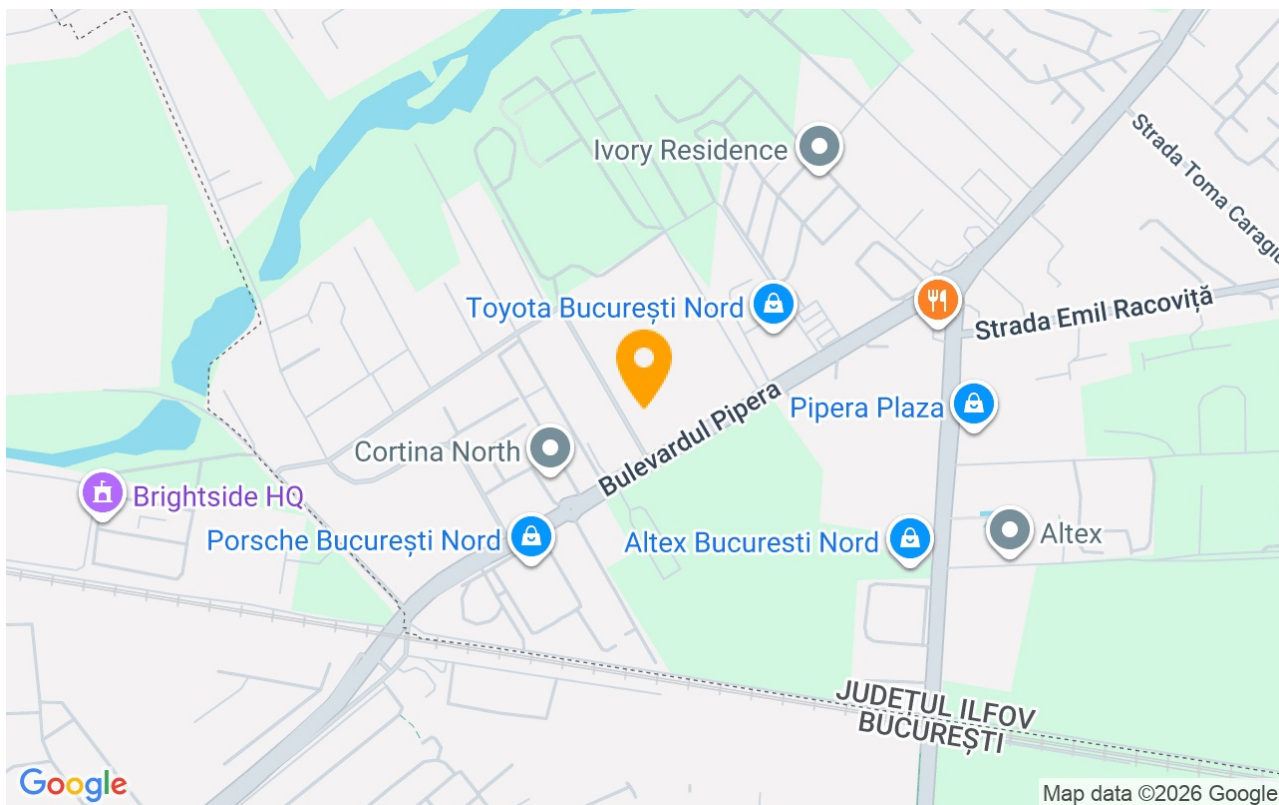 Ivory Residence
Strada Toma Caragiu
Toyota București Nord
Strada Emil Racoviță
Bulevardul Pipera
Pipera Plaza
Cortina North
Brightside HQ
Porsche București Nord
Altex Bucuresti Nord
Altex
JUDEȚUL ILFOV
BUCUREȘTI
Google
Map data ©2026 Google